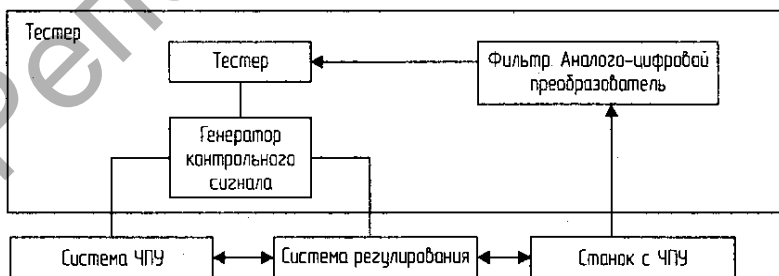 Тестер
Тестер
Фильтр. Аналого-цифровой
преобразователь
Генератор
контрольного
сигнала
Система ЧПУ
Система регулирования
Станок с ЧПУ